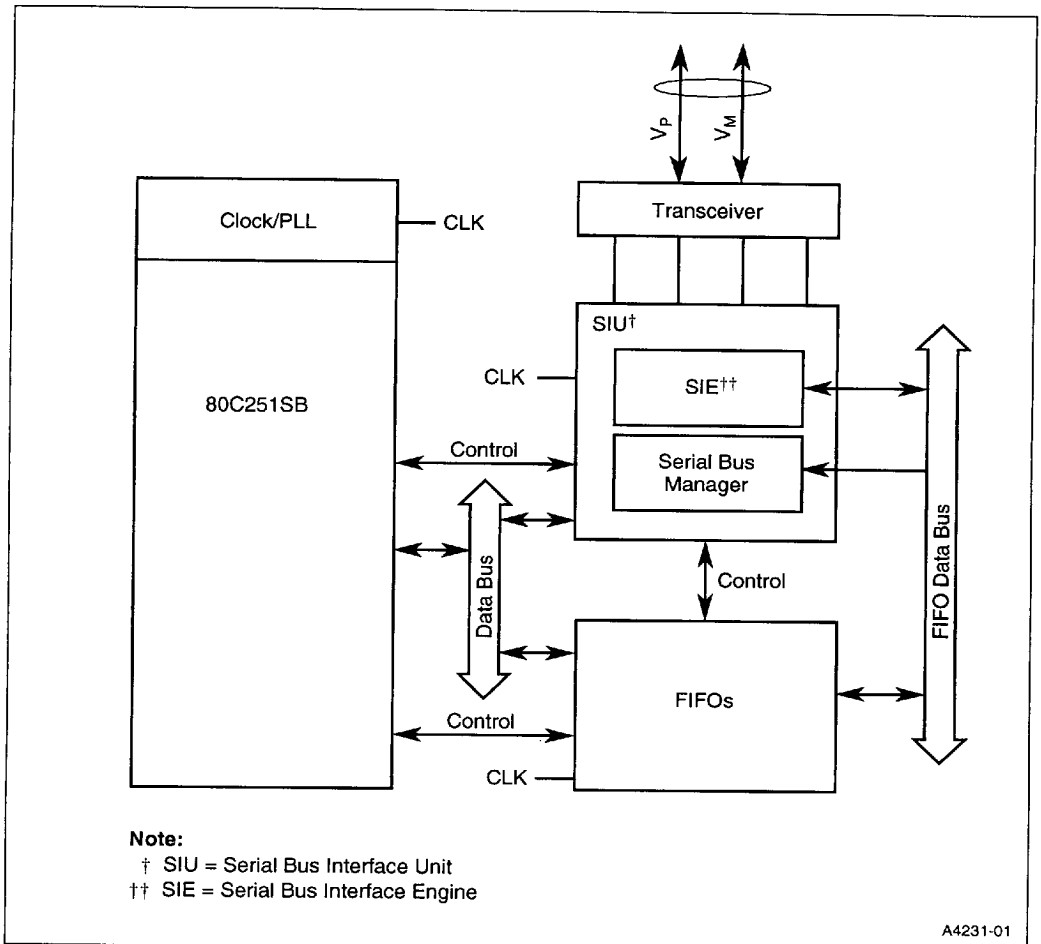 V_P
V_M
Transceiver
Clock/PLL
CLK
SIU†
CLK
SIE††
80C251SB
Control
Serial Bus
Manager
Data Bus
FIFO Data Bus
Control
FIFOs
Control
CLK
Note:
† SIU = Serial Bus Interface Unit
†† SIE = Serial Bus Interface Engine
A4231-01